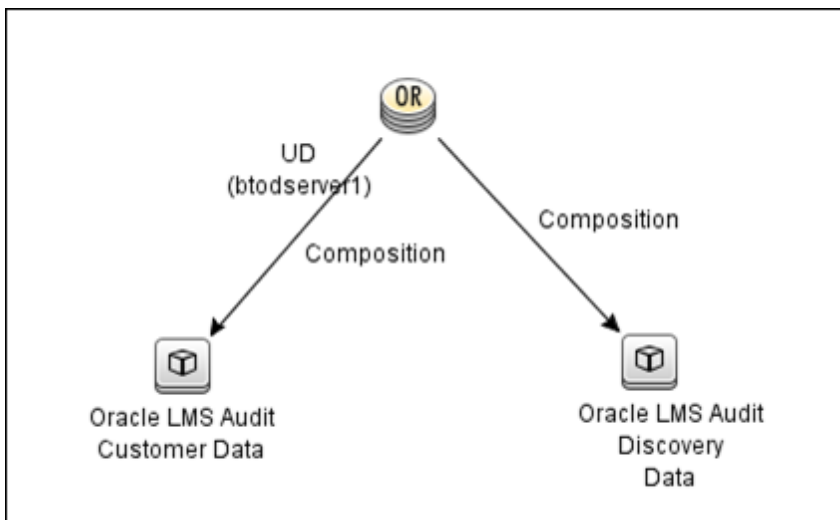 OR
UD
(btodserver1)
Composition
Composition
Oracle LMS Audit
Customer Data
Oracle LMS Audit
Discovery
Data